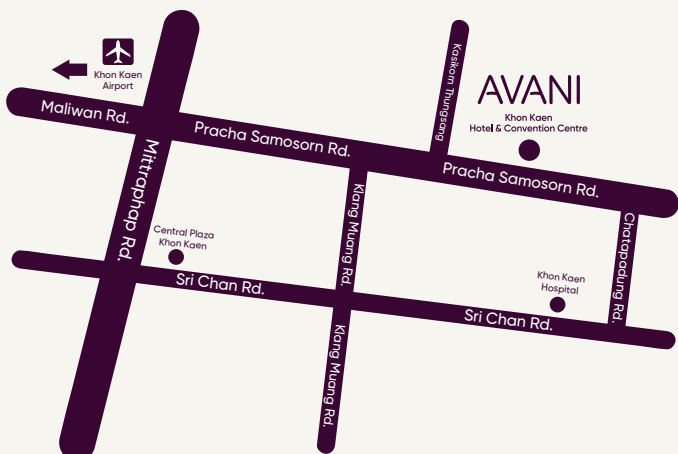 Khon Kaen
Airport
Maliwan Rd.
Mittraphap Rd.
Pracha Samosorn Rd.
Kasikorn Thungsang
AVANI
Khon Kaen
Hotel & Convention Centre
Pracha Samosorn Rd.
Central Plaza
Khon Kaen
Sri Chan Rd.
Klang Muang Rd.
Klang Muang Rd.
Khon Kaen
Hospital
Chatapadung Rd.
Sri Chan Rd.